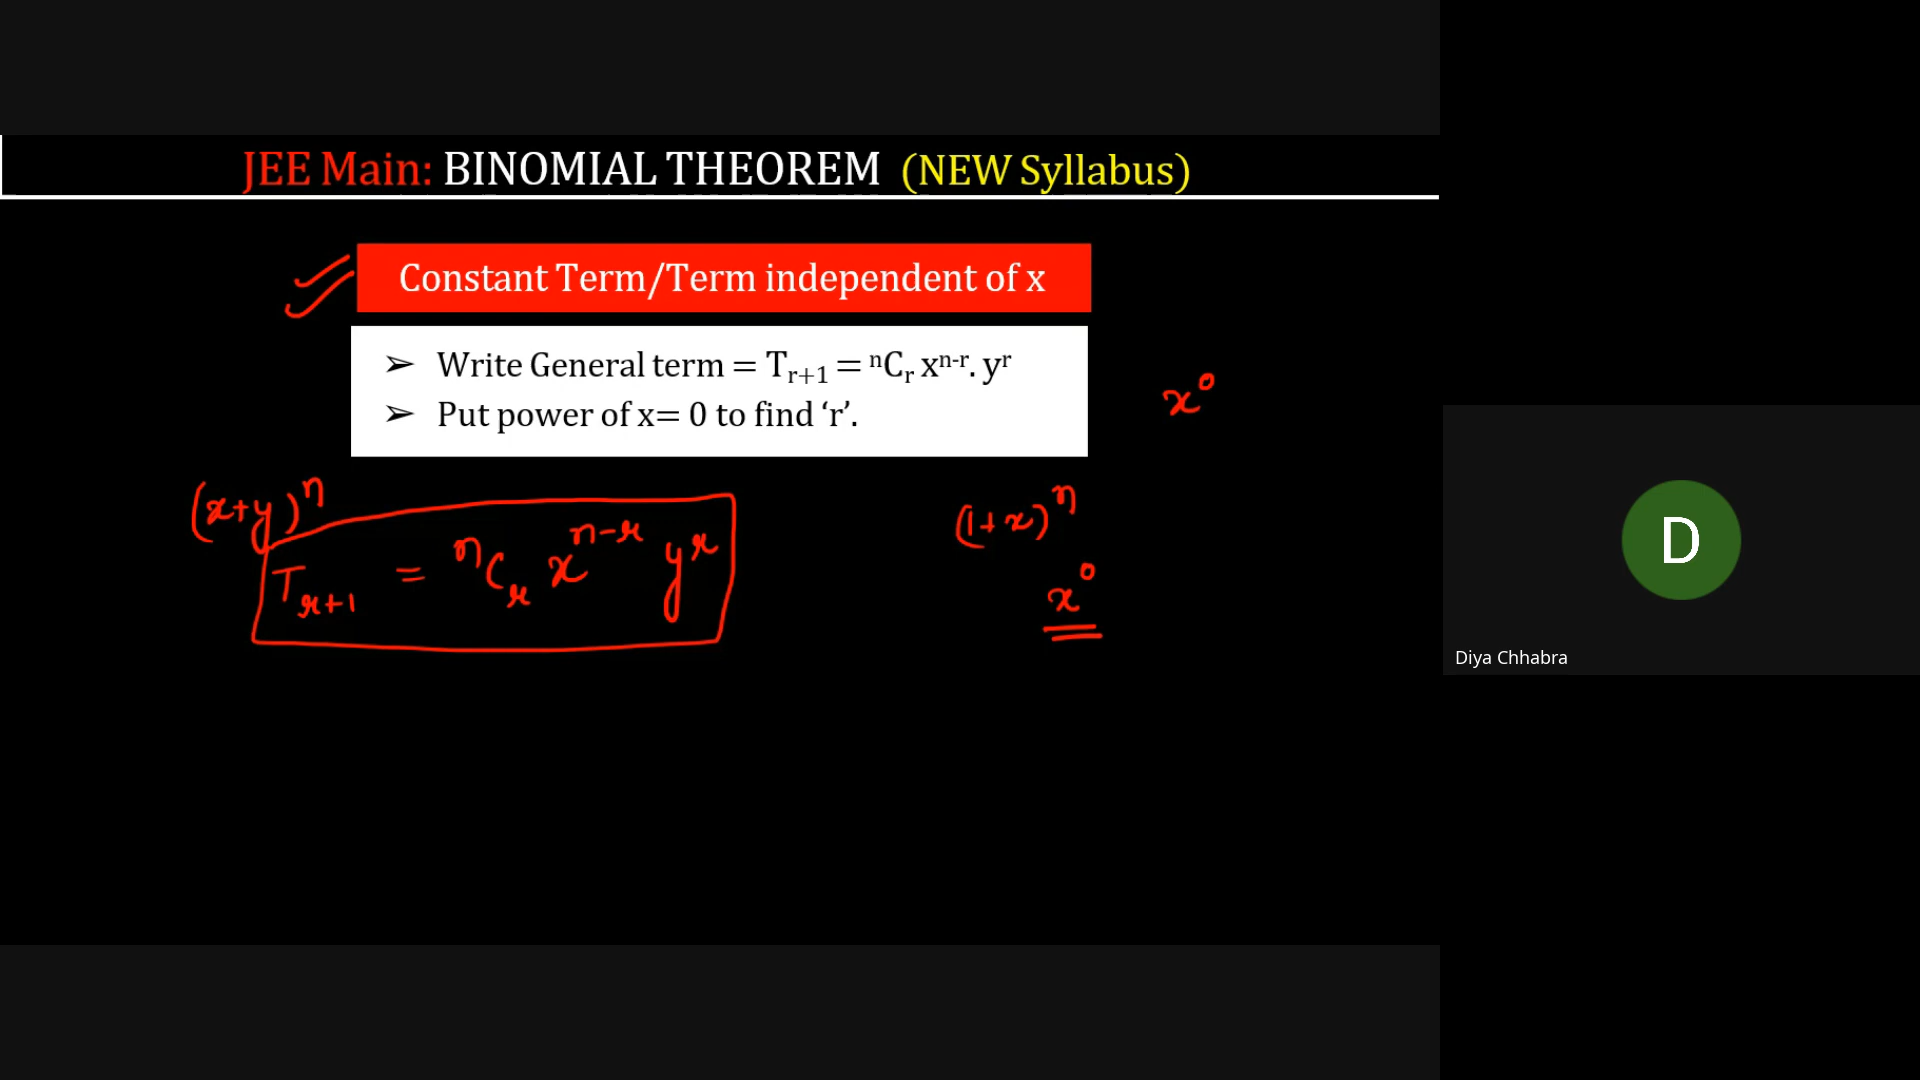 JEE Main: BINOMIAL THEOREM (NEW Syllabus)
Constant Term/Term independent of x
➢ Write General term = Tᵣ₊₁ = ⁿCᵣ xⁿ⁻ʳ. yʳ
➢ Put power of x= 0 to find ‘r’.
x⁰
(x+y)ⁿ
Tᵣ₊₁ = ⁿCᵣ xⁿ⁻ʳ yʳ
(1+x)ⁿ
x⁰
D
Diya Chhabra